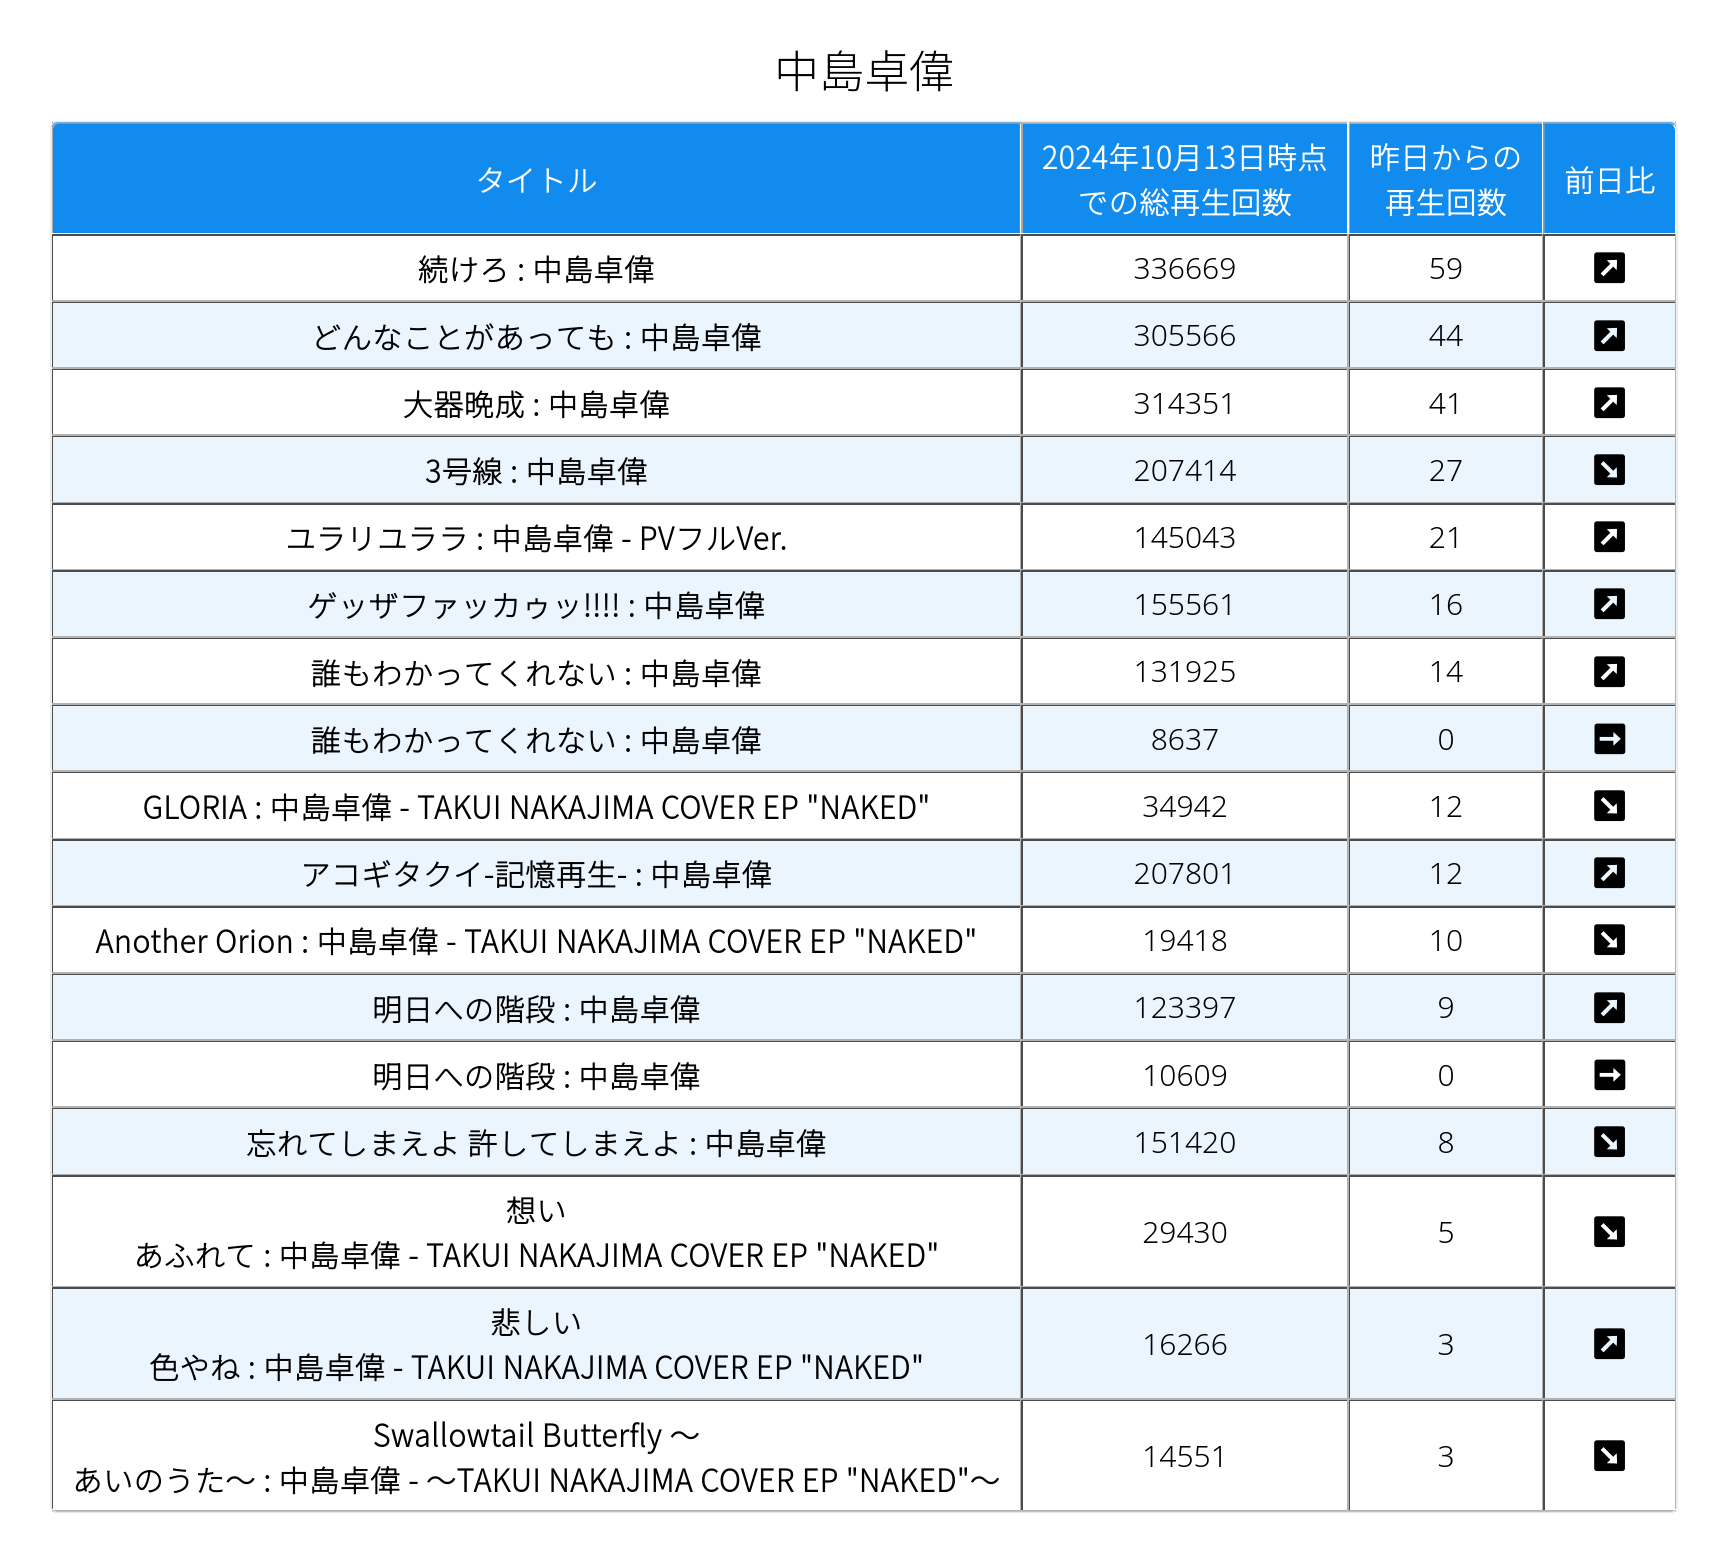 中島卓偉
タイトル
2024年10月13日時点
での総再生回数
昨日からの
再生回数
前日比
続けろ : 中島卓偉 336669 59 ↗
どんなことがあっても : 中島卓偉 305566 44 ↗
大器晩成 : 中島卓偉 314351 41 ↗
3号線 : 中島卓偉 207414 27 ↘
ユラリユララ : 中島卓偉 - PVフルVer. 145043 21 ↗
ゲッザファッカゥッ!!!! : 中島卓偉 155561 16 ↗
誰もわかってくれない : 中島卓偉 131925 14 ↗
誰もわかってくれない : 中島卓偉 8637 0 →
GLORIA : 中島卓偉 - TAKUI NAKAJIMA COVER EP "NAKED" 34942 12 ↘
アコギタクイ-記憶再生- : 中島卓偉 207801 12 ↗
Another Orion : 中島卓偉 - TAKUI NAKAJIMA COVER EP "NAKED" 19418 10 ↘
明日への階段 : 中島卓偉 123397 9 ↗
明日への階段 : 中島卓偉 10609 0 →
忘れてしまえよ 許してしまえよ : 中島卓偉 151420 8 ↘
想い
あふれて : 中島卓偉 - TAKUI NAKAJIMA COVER EP "NAKED" 29430 5 ↘
悲しい
色やね : 中島卓偉 - TAKUI NAKAJIMA COVER EP "NAKED" 16266 3 ↗
Swallowtail Butterfly ～
あいのうた～ : 中島卓偉 - ～TAKUI NAKAJIMA COVER EP "NAKED"～ 14551 3 ↘